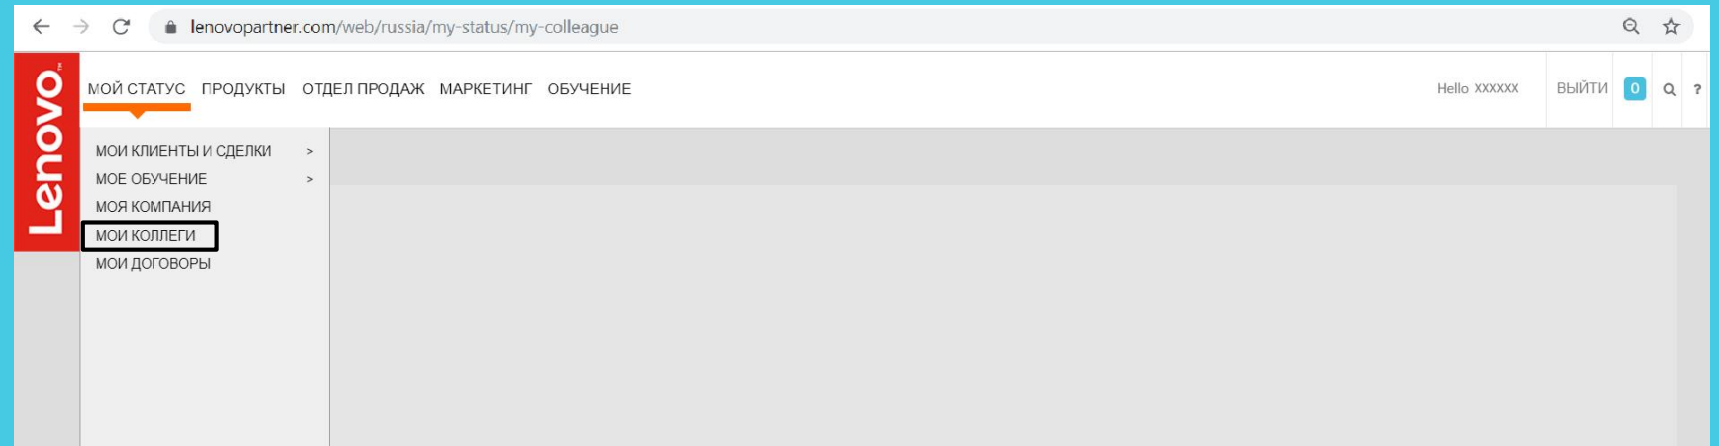 lenovopartner.com/web/russia/my-status/my-colleague
Lenovo™
МОЙ СТАТУС ПРОДУКТЫ ОТДЕЛ ПРОДАЖ МАРКЕТИНГ ОБУЧЕНИЕ Hello XXXXXX ВЫЙТИ 0 ?
МОИ КЛИЕНТЫ И СДЕЛКИ >
МОЕ ОБУЧЕНИЕ >
МОЯ КОМПАНИЯ
МОИ КОЛЛЕГИ
МОИ ДОГОВОРЫ